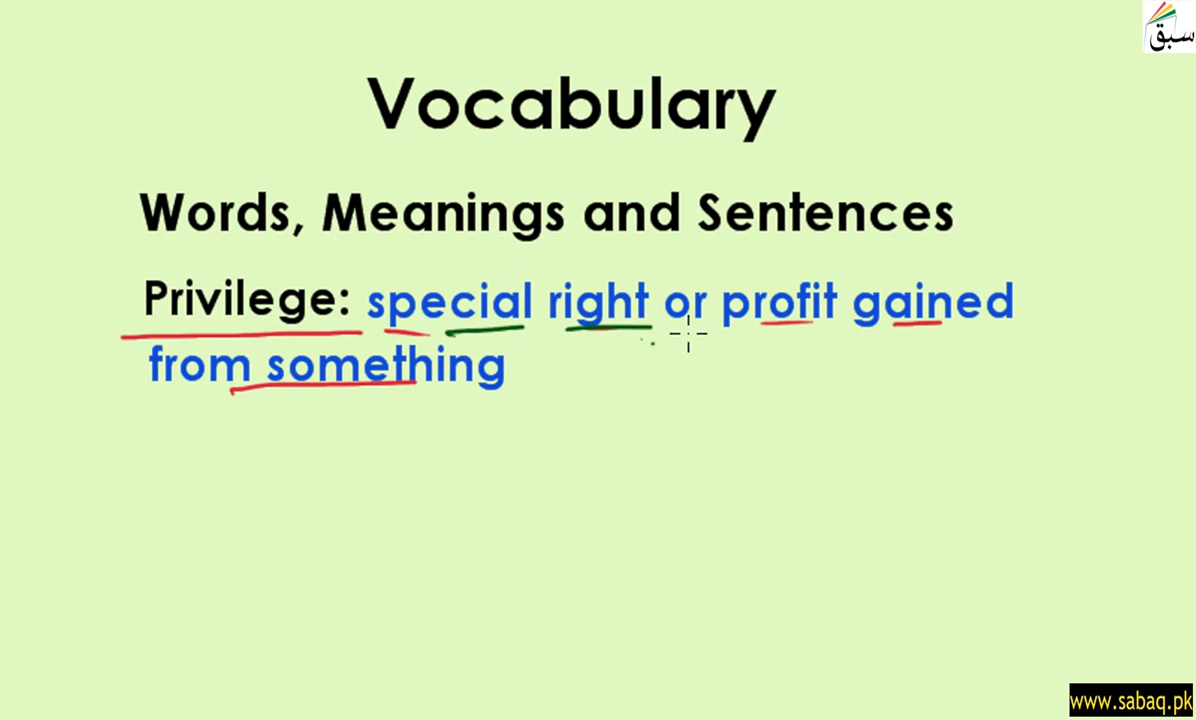 سبق
Vocabulary
Words, Meanings and Sentences
Privilege: special right or profit gained
from something
www.sabaq.pk